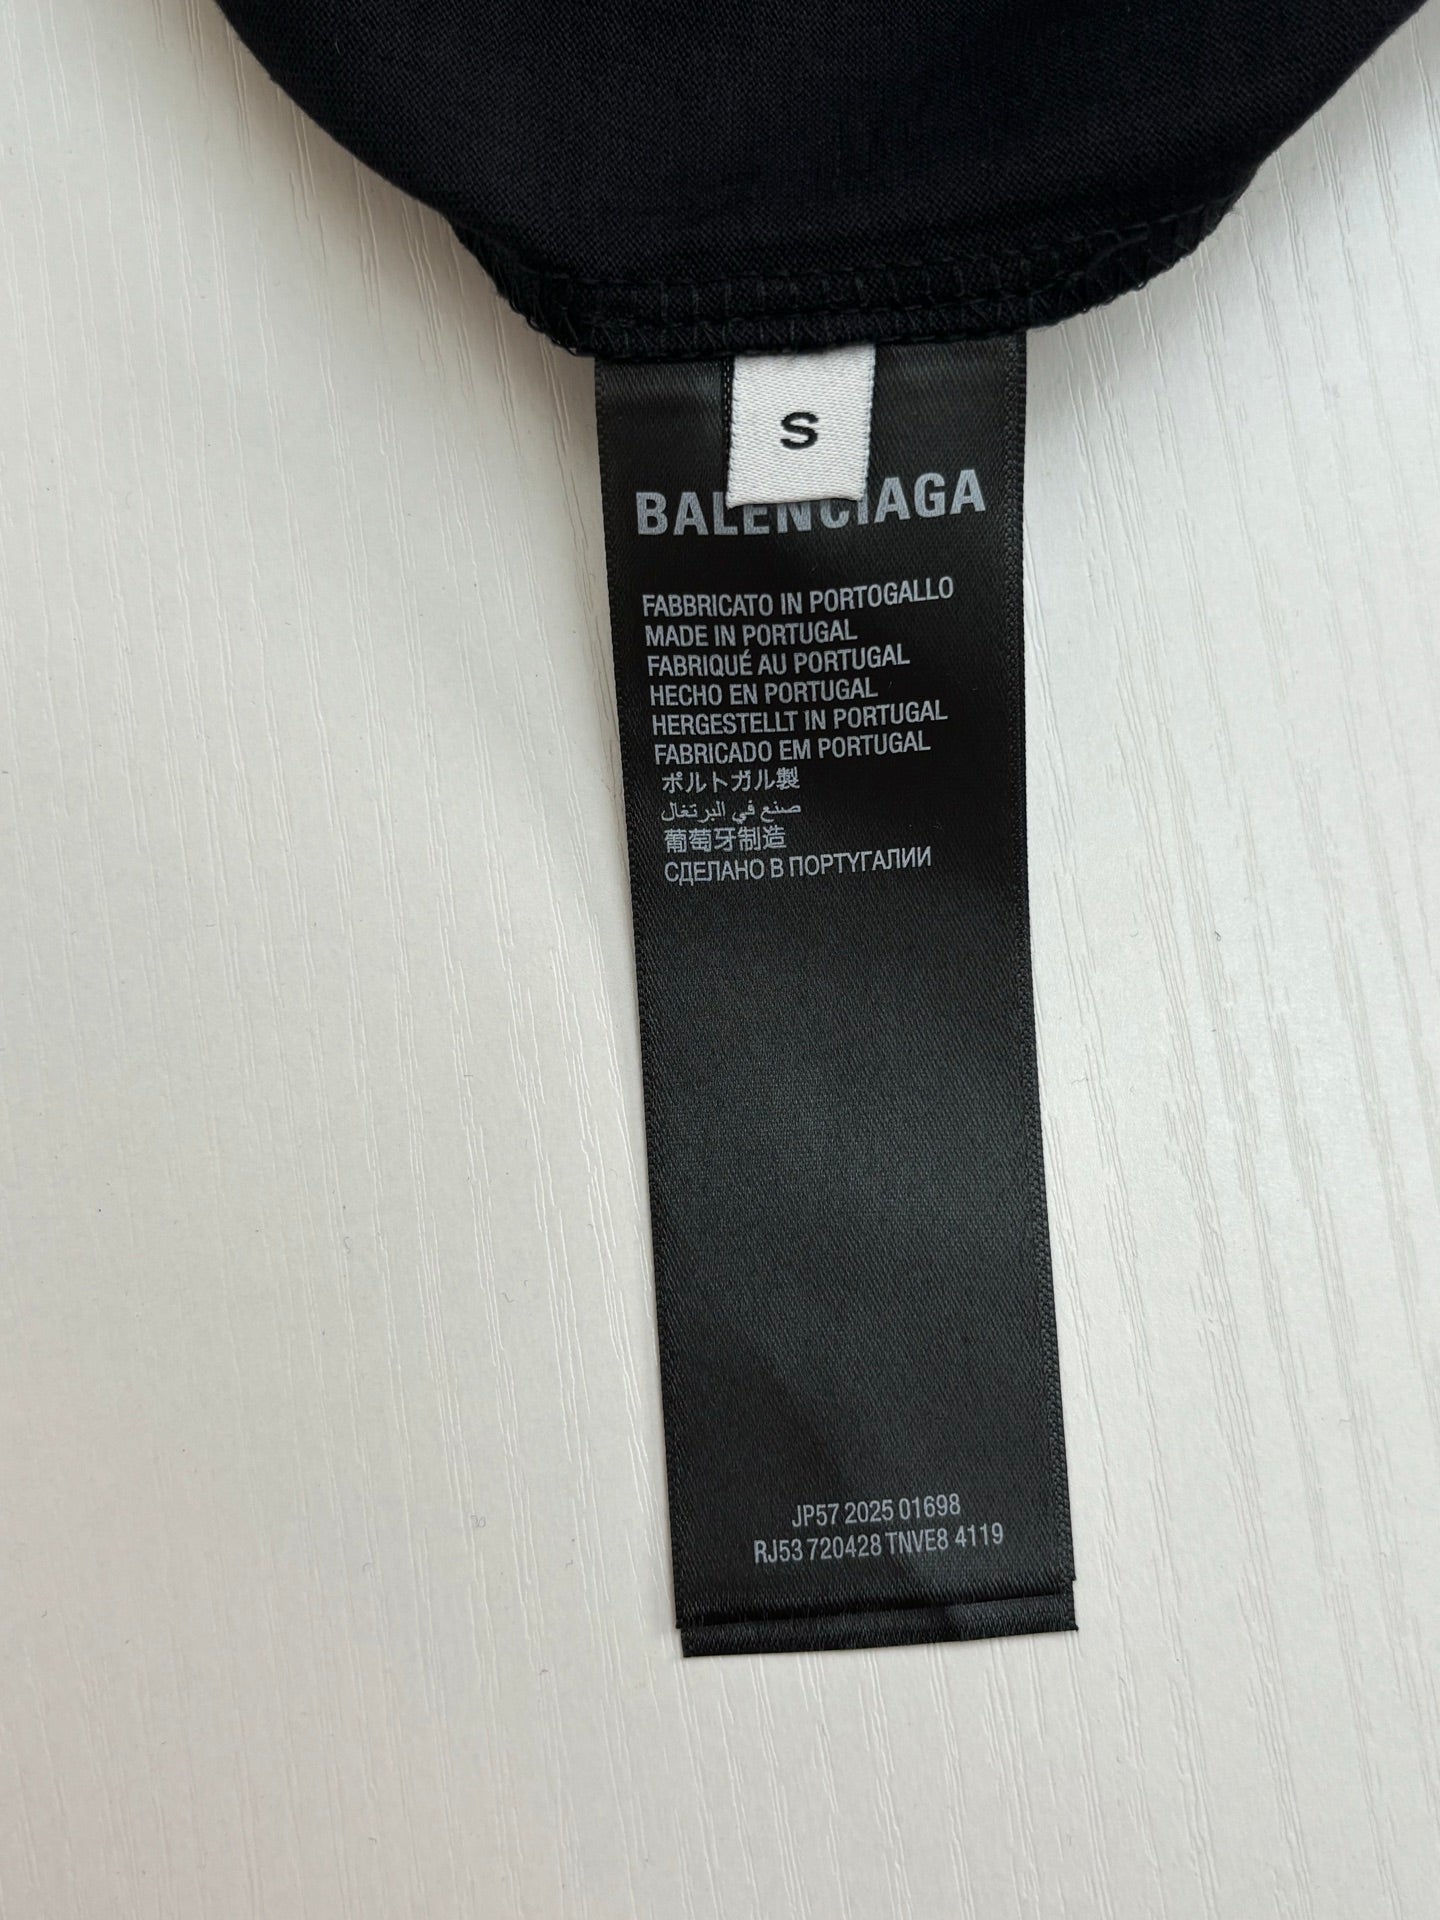 S
BALENCIAGA
FABBRICATO IN PORTOGALLO
MADE IN PORTUGAL
FABRIQUÉ AU PORTUGAL
HECHO EN PORTUGAL
HERGESTELLT IN PORTUGAL
FABRICADO EM PORTUGAL
ポルトガル製
صنع في البرتغال
葡萄牙制造
СДЕЛАНО В ПОРТУГАЛИИ
JP57 2025 01698
RJ53 720428 TNVE8 4119